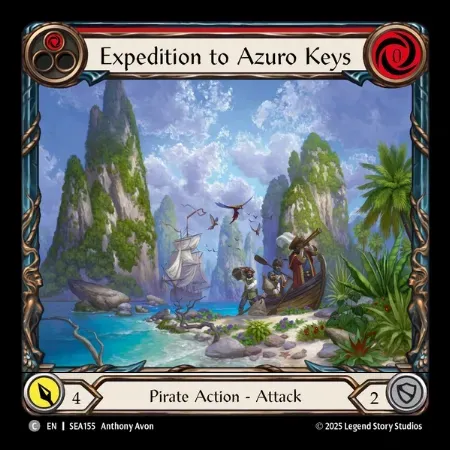 Expedition to Azuro Keys
0
4
Pirate Action - Attack
2
C EN | SEA155 Anthony Avon
© 2025 Legend Story Studios